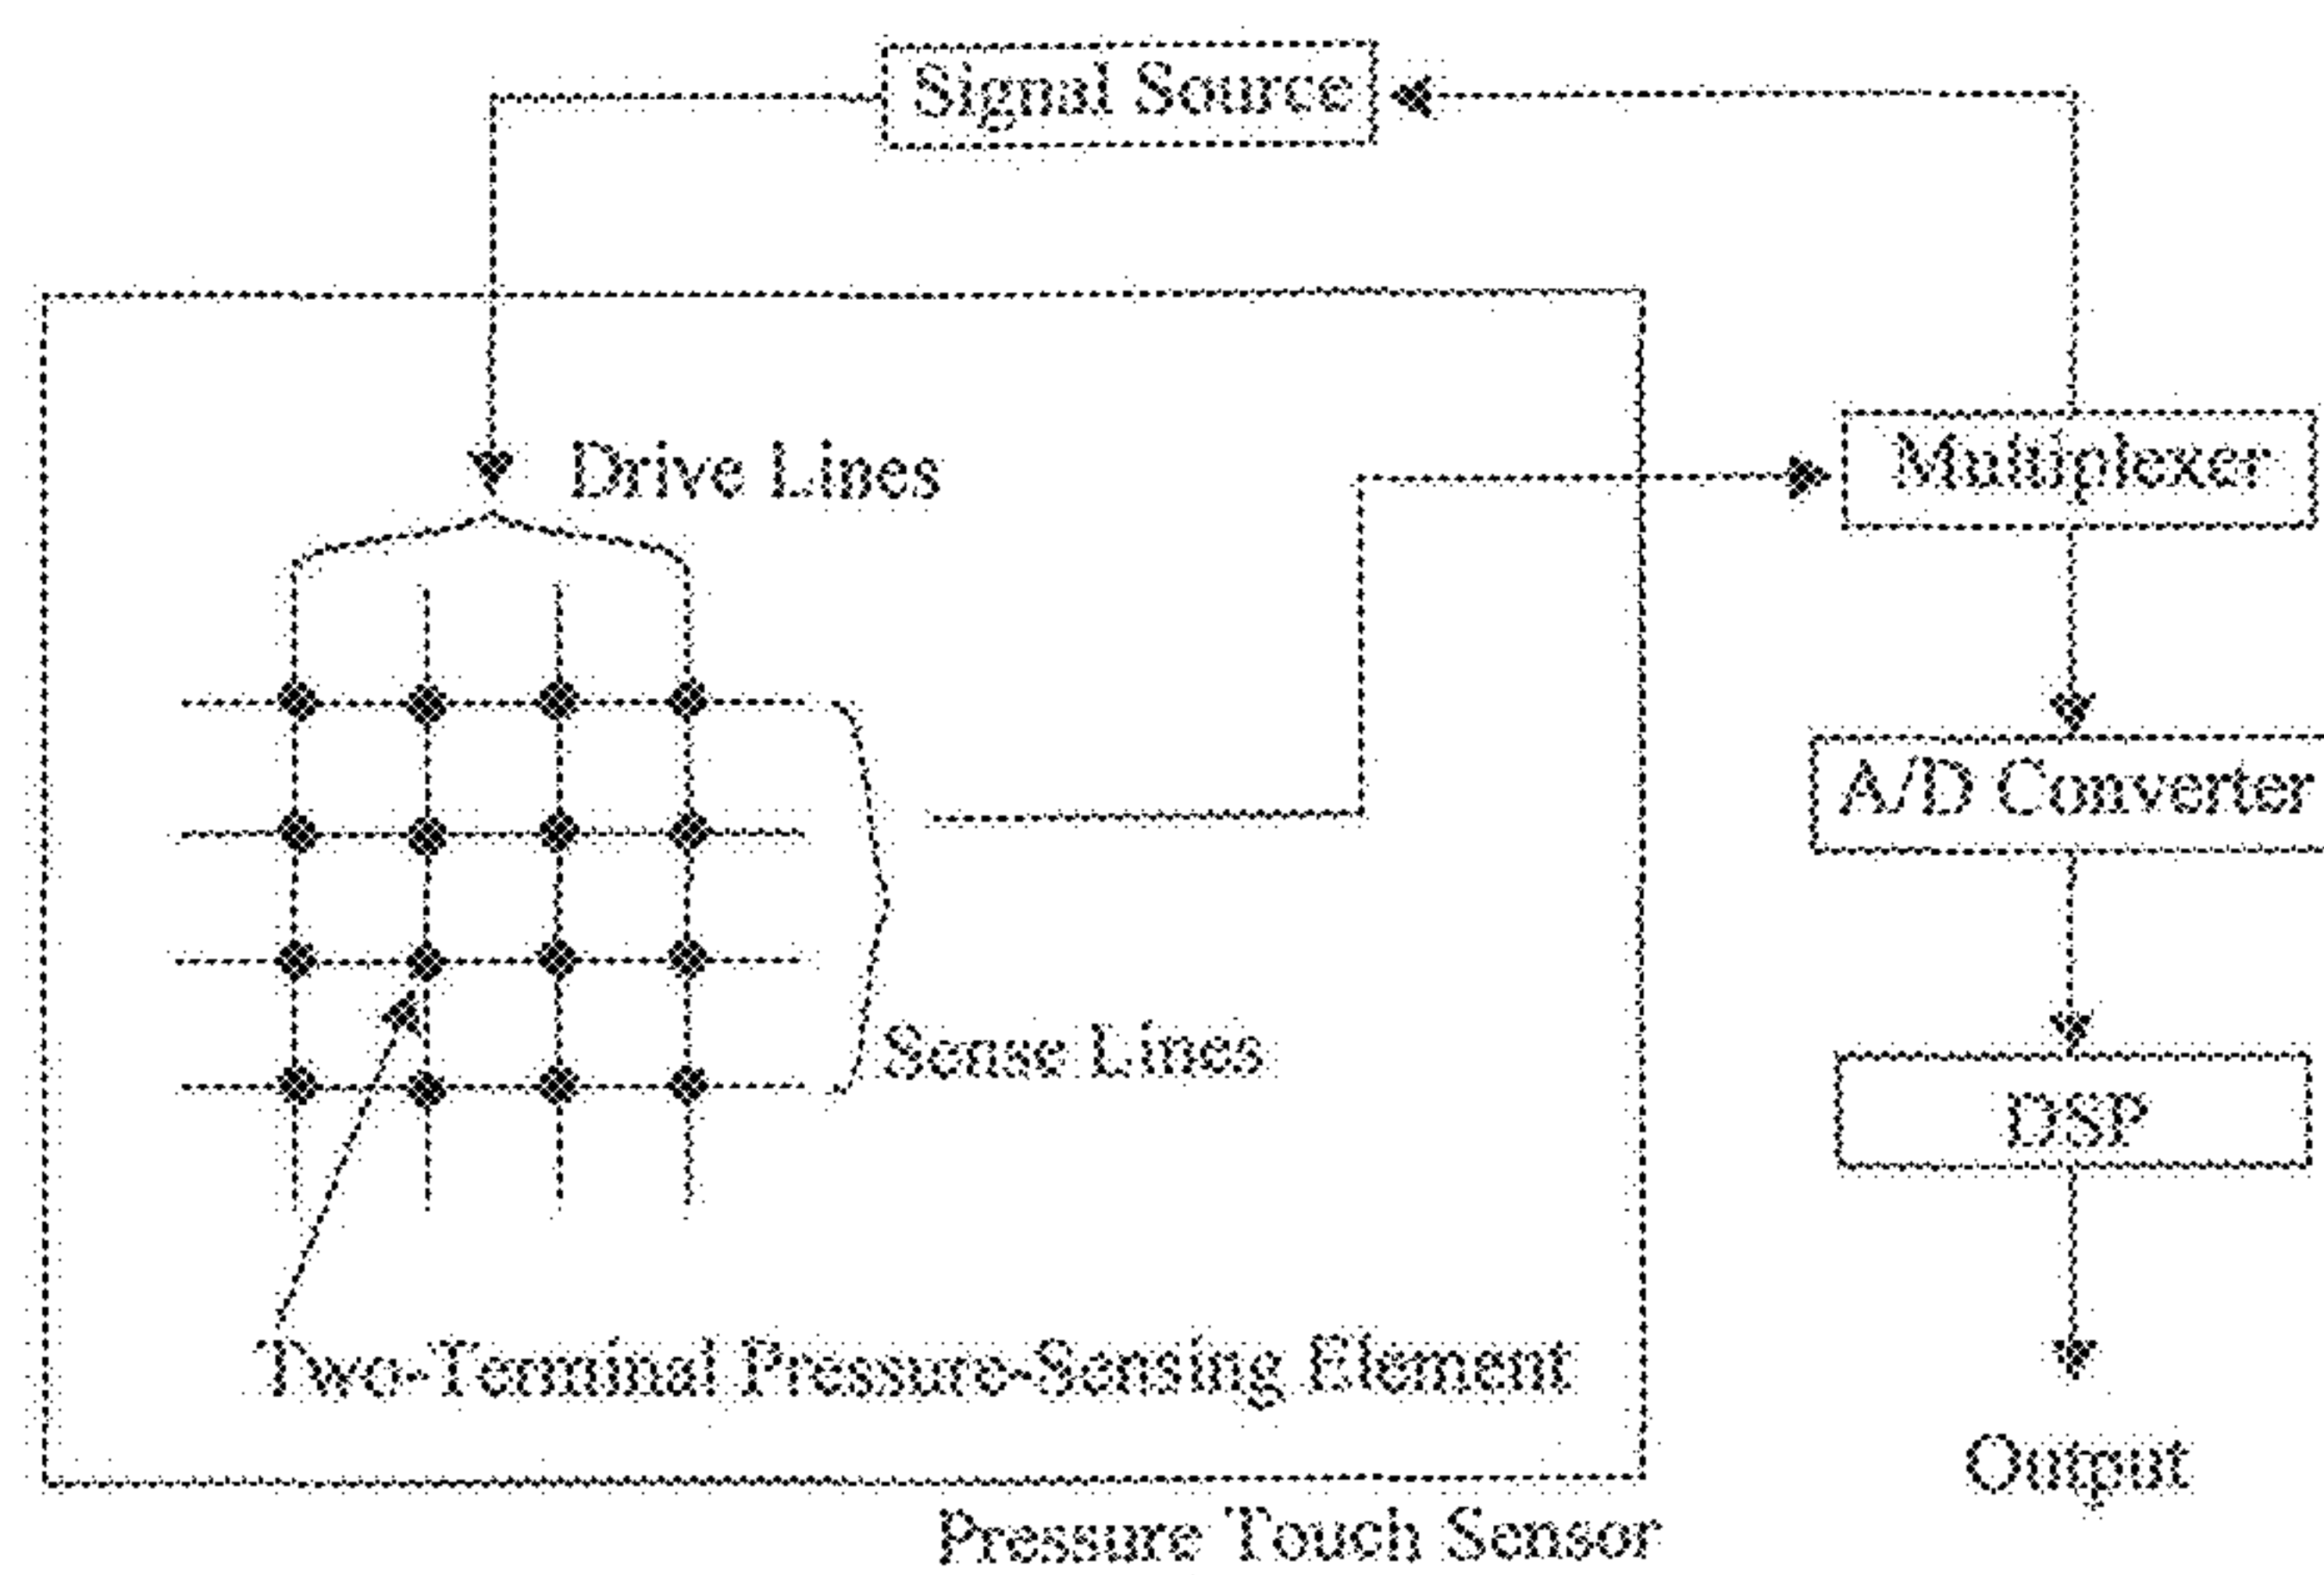 Signal Source
Drive Lines
Multiplexer
A/D Converter
Sense Lines
DSP
Two-Terminal Pressure-Sensing Element
Output
Pressure Touch Sensor